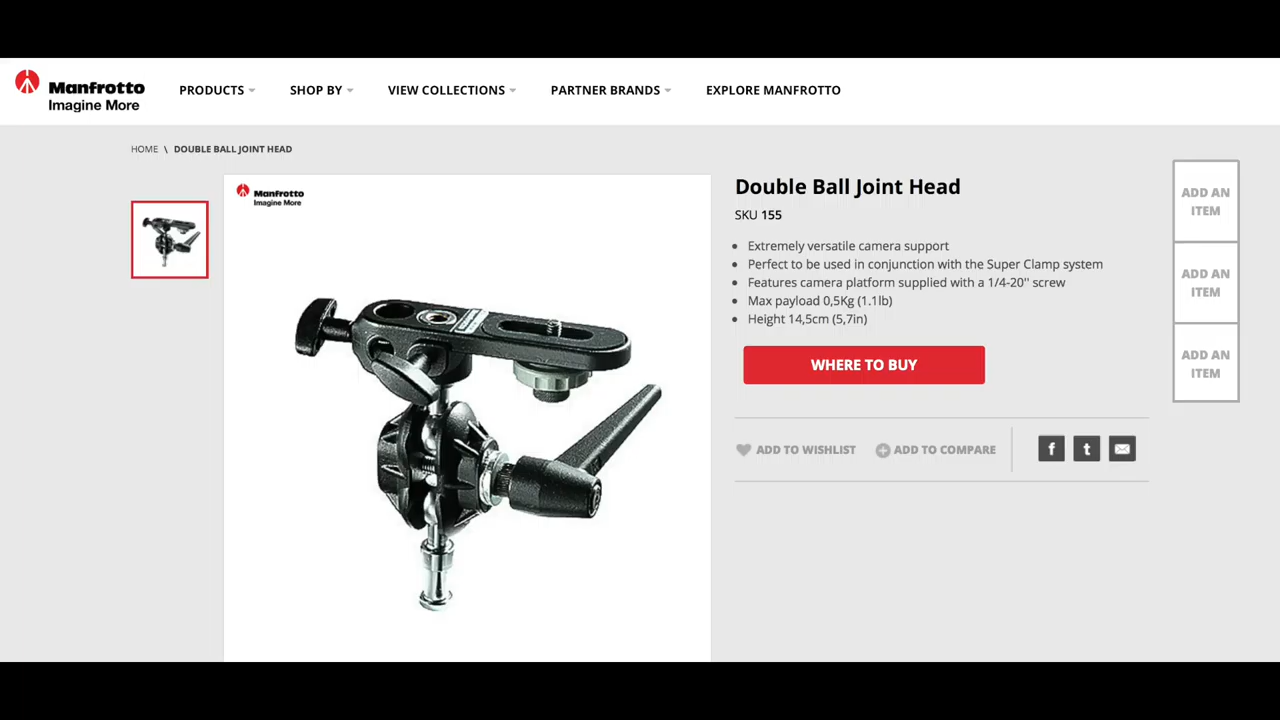 Manfrotto
Imagine More
PRODUCTS
SHOP BY
VIEW COLLECTIONS
PARTNER BRANDS
EXPLORE MANFROTTO
HOME \ DOUBLE BALL JOINT HEAD
Manfrotto
Imagine More
Double Ball Joint Head
SKU 155
Extremely versatile camera support
Perfect to be used in conjunction with the Super Clamp system
Features camera platform supplied with a 1/4-20'' screw
Max payload 0,5Kg (1.1lb)
Height 14,5cm (5,7in)
WHERE TO BUY
ADD TO WISHLIST
ADD TO COMPARE
f
t
ADD AN
ITEM
ADD AN
ITEM
ADD AN
ITEM